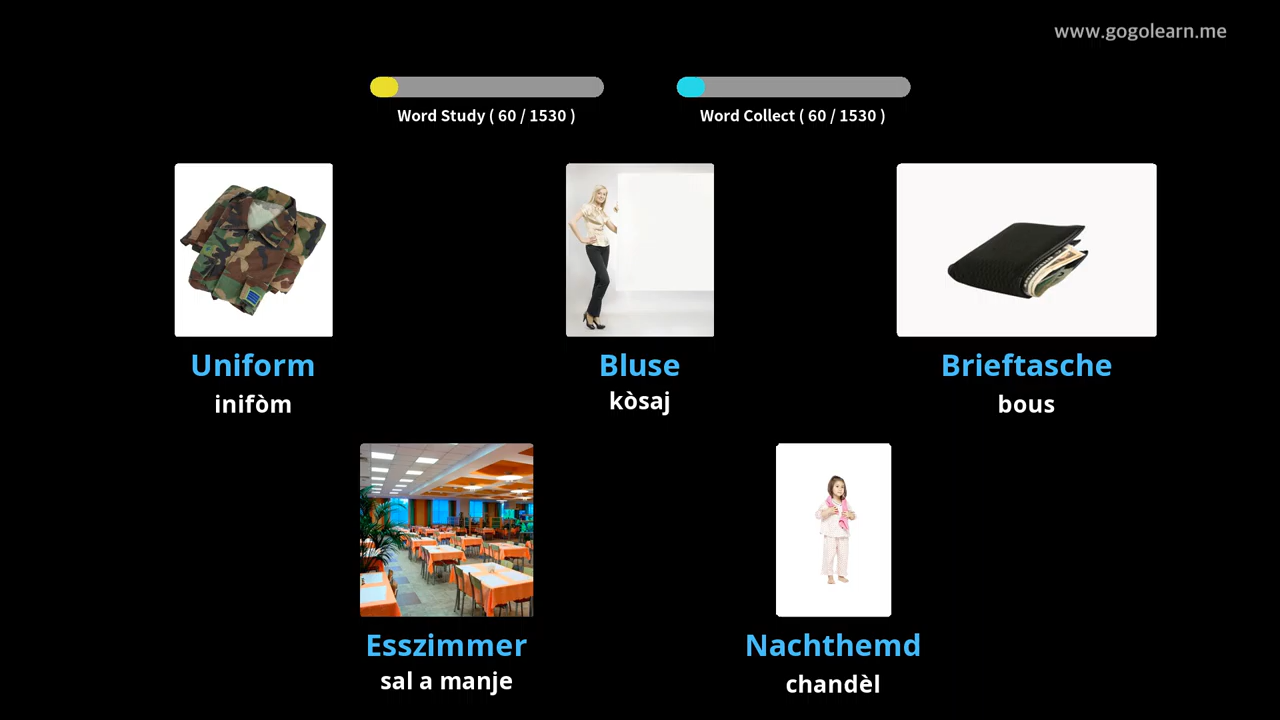 www.gogolearn.me
Word Study ( 60 / 1530 )
Word Collect ( 60 / 1530 )
Uniform
inifòm
Bluse
kòsaj
Brieftasche
bous
Esszimmer
sal a manje
Nachthemd
chandèl